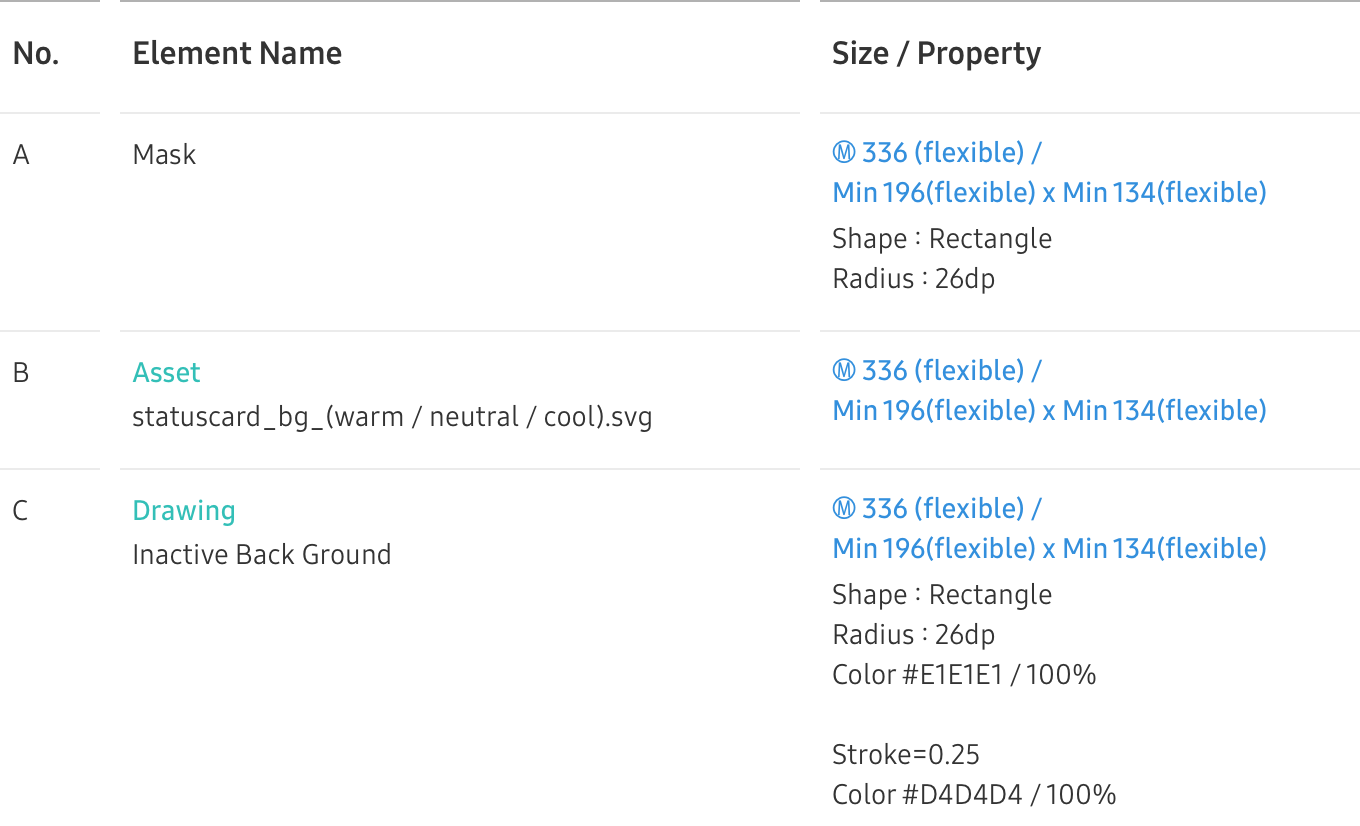 No. Element Name Size / Property
A Mask Ⓜ 336 (flexible) /
Min 196(flexible) x Min 134(flexible)
Shape : Rectangle
Radius : 26dp
B Asset Ⓜ 336 (flexible) /
statuscard_bg_(warm / neutral / cool).svg Min 196(flexible) x Min 134(flexible)
C Drawing Ⓜ 336 (flexible) /
Inactive Back Ground Min 196(flexible) x Min 134(flexible)
Shape : Rectangle
Radius : 26dp
Color #E1E1E1 / 100%
Stroke=0.25
Color #D4D4D4 / 100%